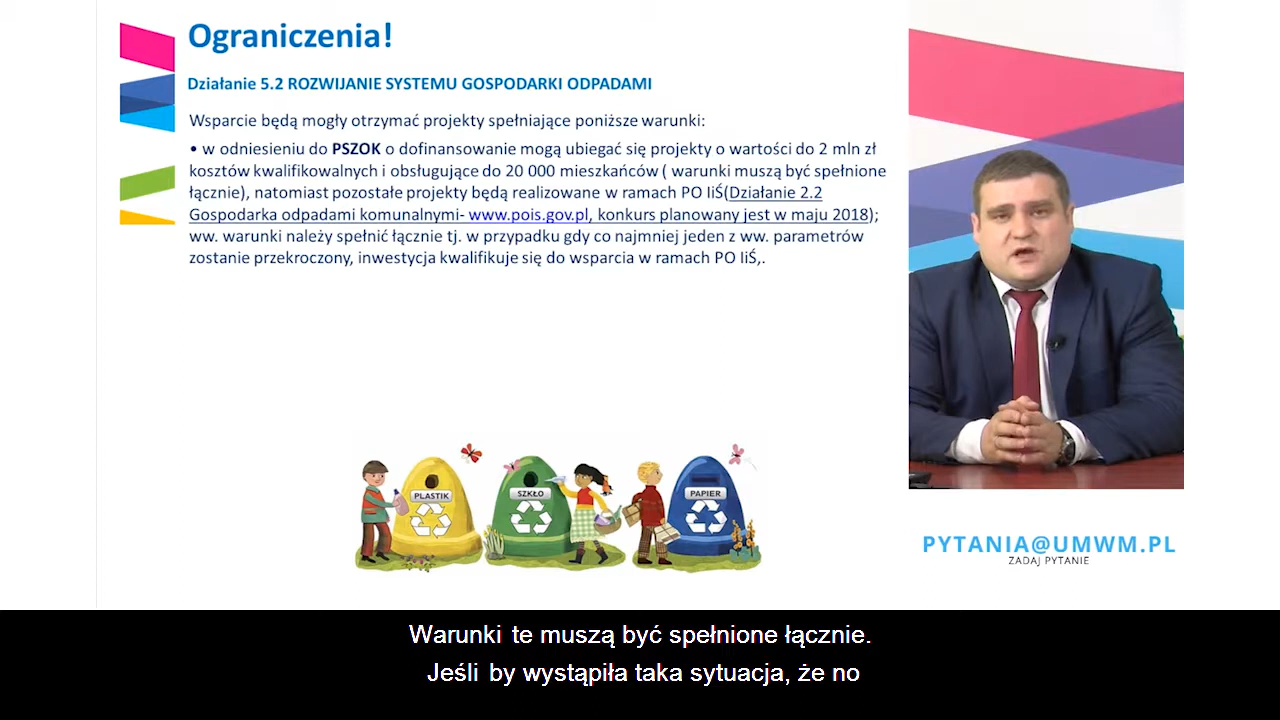 Ograniczenia!
Działanie 5.2 ROZWIJANIE SYSTEMU GOSPODARKI ODPADAMI
Wsparcie będą mogły otrzymać projekty spełniające poniższe warunki:
• w odniesieniu do PSZOK o dofinansowanie mogą ubiegać się projekty o wartości do 2 mln zł
kosztów kwalifikowalnych i obsługujące do 20 000 mieszkańców ( warunki muszą być spełnione
łącznie), natomiast pozostałe projekty będą realizowane w ramach PO IiŚ(Działanie 2.2
Gospodarka odpadami komunalnymi- www.pois.gov.pl, konkurs planowany jest w maju 2018);
ww. warunki należy spełnić łącznie tj. w przypadku gdy co najmniej jeden z ww. parametrów
zostanie przekroczony, inwestycja kwalifikuje się do wsparcia w ramach PO IiŚ,.
PLASTIK
SZKŁO
PAPIER
PYTANIA@UMWM.PL
ZADAJ PYTANIE
Warunki te muszą być spełnione łącznie.
Jeśli by wystąpiła taka sytuacja, że no